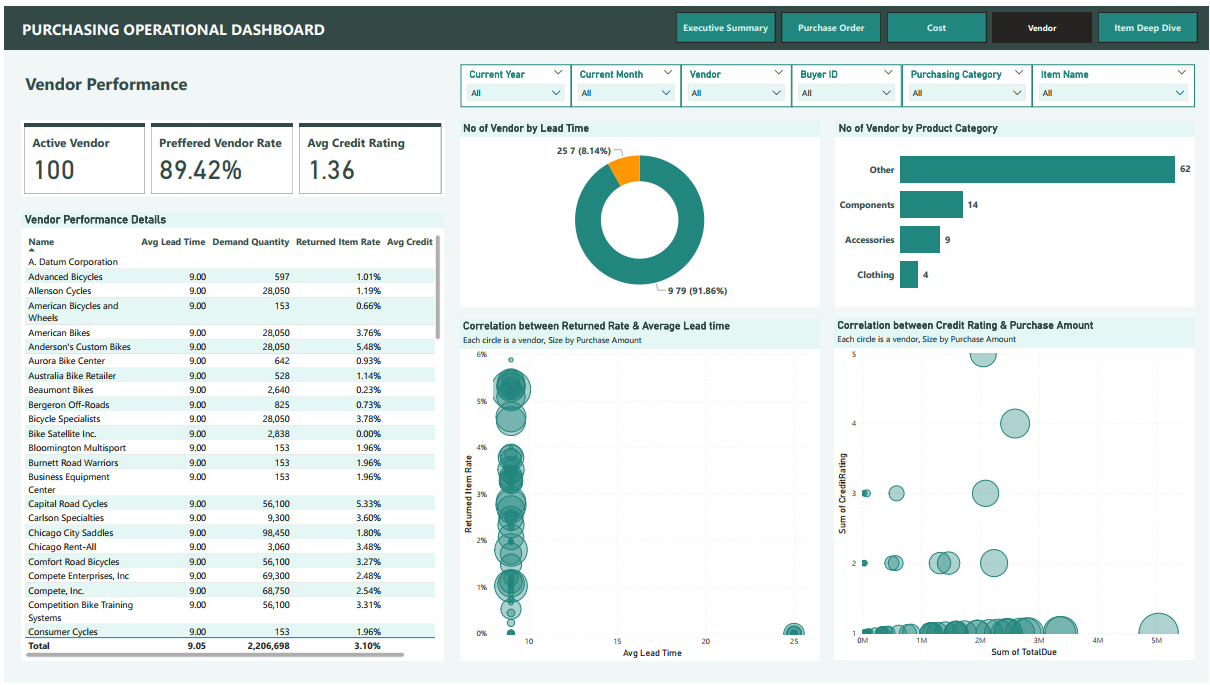 PURCHASING OPERATIONAL DASHBOARD
Executive Summary
Purchase Order
Cost
Vendor
Item Deep Dive
Vendor Performance
Current Year
All
Current Month
All
Vendor
All
Buyer ID
All
Purchasing Category
All
Item Name
All
Active Vendor
100
Preffered Vendor Rate
89.42%
Avg Credit Rating
1.36
Vendor Performance Details
Name Avg Lead Time Demand Quantity Returned Item Rate Avg Credit
A. Datum Corporation
Advanced Bicycles 9.00 597 1.01%
Allenson Cycles 9.00 28,050 1.19%
American Bicycles and 9.00 153 0.66%
Wheels
American Bikes 9.00 28,050 3.76%
Anderson's Custom Bikes 9.00 28,050 5.48%
Aurora Bike Center 9.00 642 0.93%
Australia Bike Retailer 9.00 528 1.14%
Beaumont Bikes 9.00 2,640 0.23%
Bergeron Off-Roads 9.00 825 0.73%
Bicycle Specialists 9.00 28,050 3.78%
Bike Satellite Inc. 9.00 2,838 0.00%
Bloomington Multisport 9.00 153 1.96%
Burnett Road Warriors 9.00 153 1.96%
Business Equipment 9.00 153 1.96%
Center
Capital Road Cycles 9.00 56,100 5.33%
Carlson Specialties 9.00 9,300 3.60%
Chicago City Saddles 9.00 98,450 1.80%
Chicago Rent-All 9.00 3,060 3.48%
Comfort Road Bicycles 9.00 56,100 3.27%
Compete Enterprises, Inc 9.00 69,300 2.48%
Compete, Inc. 9.00 68,750 2.54%
Competition Bike Training 9.00 56,100 3.31%
Systems
Consumer Cycles 9.00 153 1.96%
Total 9.05 2,206,698 3.10%
No of Vendor by Lead Time
25 7 (8.14%)
9 79 (91.86%)
No of Vendor by Product Category
Other 62
Components 14
Accessories 9
Clothing 4
Correlation between Returned Rate & Average Lead time
Each circle is a vendor, Size by Purchase Amount
Returned Item Rate
6%
5%
4%
3%
2%
1%
0%
10 15 20 25
Avg Lead Time
Correlation between Credit Rating & Purchase Amount
Each circle is a vendor, Size by Purchase Amount
Sum of CreditRating
5
4
3
2
1
0M 1M 2M 3M 4M 5M
Sum of TotalDue